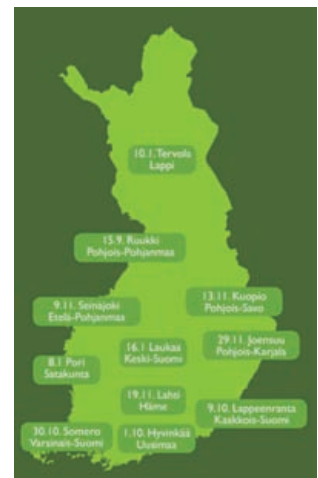 10.1. Tervola
Lappi
15.9. Ruukki
Pohjois-Pohjanmaa
13.11. Kuopio
Pohjois-Savo
9.11. Seinäjoki
Etelä-Pohjanmaa
29.11. Joensuu
Pohjois-Karjala
16.1 Laukaa
Keski-Suomi
8.1 Pori
Satakunta
19.11. Lahti
Häme
9.10. Lappeenranta
Kaakkois-Suomi
30.10. Somero
Varsinais-Suomi
1.10. Hyvinkää
Uusimaa